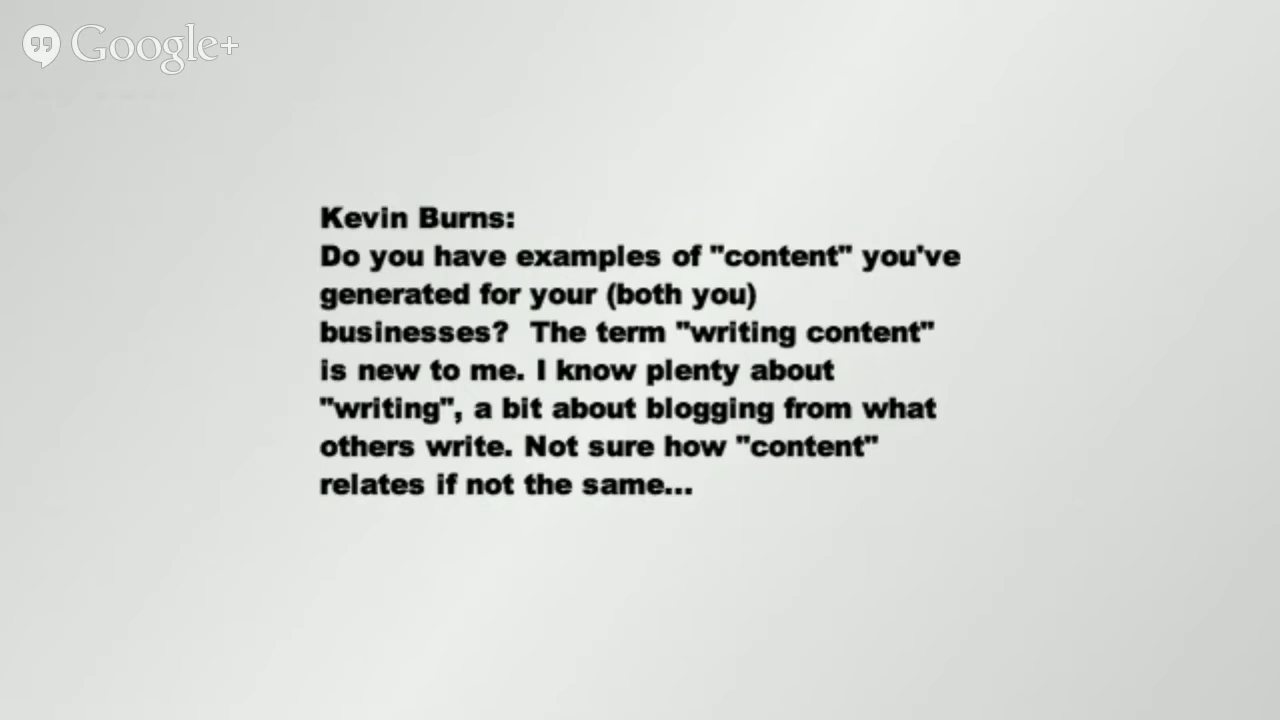 Google+
Kevin Burns:
Do you have examples of "content" you've
generated for your (both you)
businesses?  The term "writing content"
is new to me. I know plenty about
"writing", a bit about blogging from what
others write. Not sure how "content"
relates if not the same...